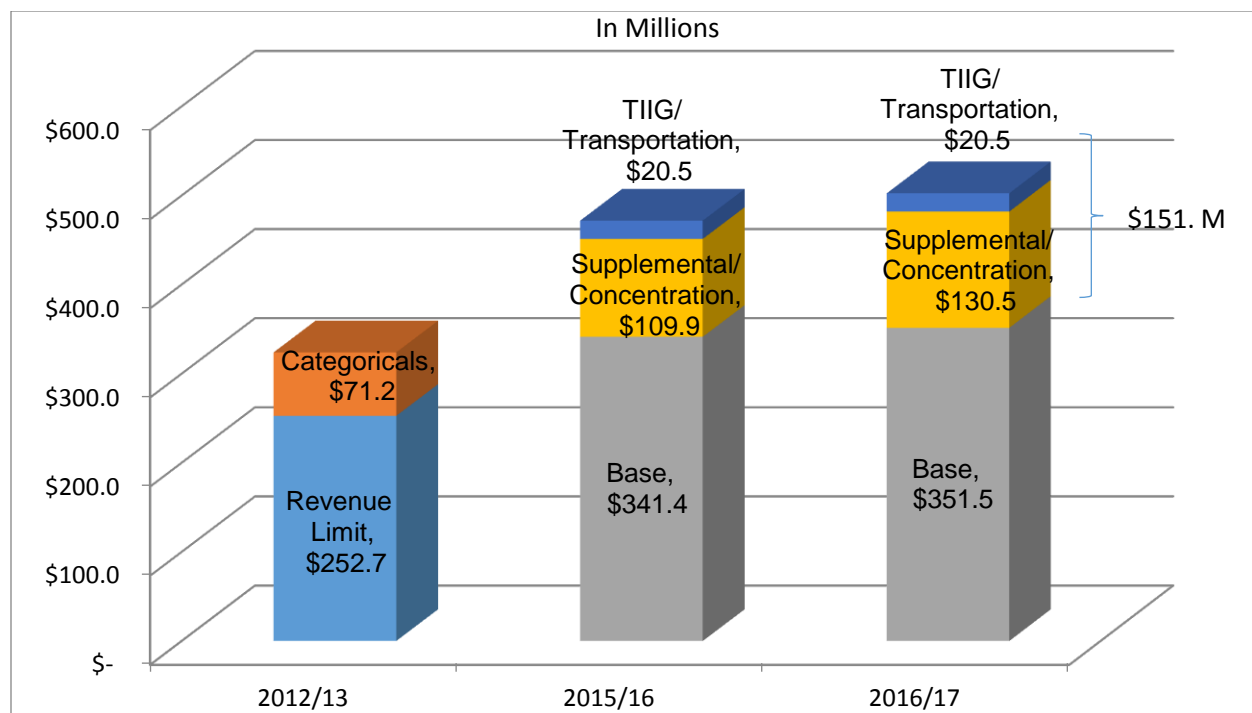 In Millions
$600.0
$500.0
$400.0
$300.0
$200.0
$100.0
$-
Categoricals,
$71.2
Revenue
Limit,
$252.7
TIIG/
Transportation,
$20.5
Supplemental/
Concentration,
$109.9
Base,
$341.4
TIIG/
Transportation,
$20.5
Supplemental/
Concentration,
$130.5
Base,
$351.5
$151. M
2012/13
2015/16
2016/17